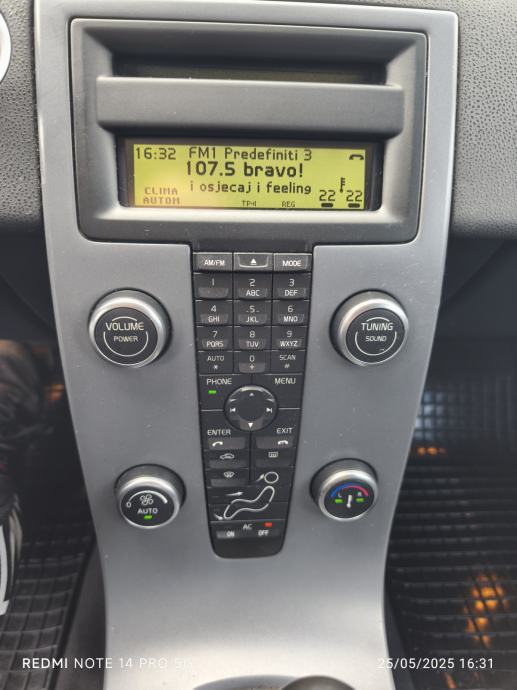 16:32 FM1 Predefiniti 3
107.5 bravo!
i osjecaj i feeling
CLIMA
AUTOM
TP
REG
22 22
AM/FM
MODE
1
2
ABC
3
DEF
4
GHI
5
JKL
6
MNO
7
PQRS
8
TUV
9
WXYZ
AUTO
*
0
+
SCAN
#
VOLUME
POWER
TUNING
SOUND
PHONE
MENU
ENTER
EXIT
0
AUTO
L R
AC
ON
OFF
REDMI NOTE 14 PRO 5G
25/05/2025 16:31